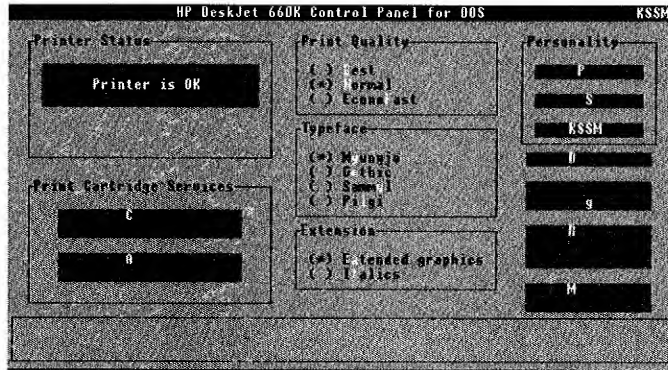 HP DeskJet 660K Control Panel for DOS KSSM
Printer Status
Printer is OK
Print Cartridge Services
C
A
Print Quality
( ) Best
(*) Normal
( ) EconoFast
Typeface
(*) Myungjo
( ) Gothic
( ) Sammul
( ) Pilgi
Extension
(*) Extended graphics
( ) Italics
Personality
P
S
KSSM
D
g
M